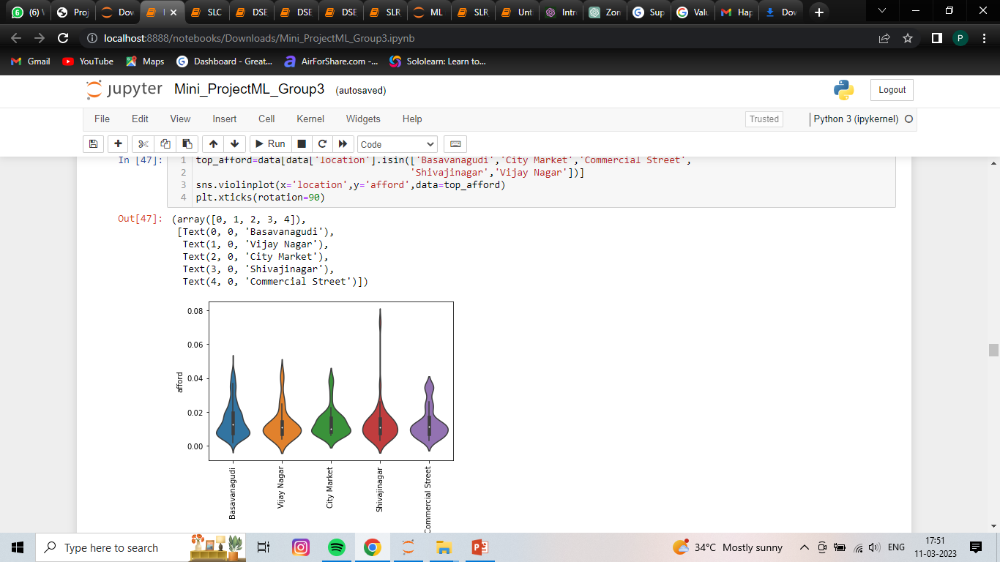 (6) \
Proj
Dow
SLC
DSE
DSE
DSE
SLR
ML
SLR
Unt
Intro
Zon
Sup
Valu
Hap
Dow
localhost:8888/notebooks/Downloads/Mini_ProjectML_Group3.ipynb
P
Gmail
YouTube
Maps
Dashboard - Great...
AirForShare.com -...
Sololearn: Learn to...
jupyter Mini_ProjectML_Group3 (autosaved)
Logout
File Edit View Insert Cell Kernel Widgets Help
Trusted
Python 3 (ipykernel)
Run
Code
In [47]:
1 top_afford=data[data['location'].isin(['Basavanagudi','City Market','Commercial Street',
2 'Shivajinagar','Vijay Nagar'])]
3 sns.violinplot(x='location',y='afford',data=top_afford)
4 plt.xticks(rotation=90)
Out[47]: (array([0, 1, 2, 3, 4]),
[Text(0, 0, 'Basavanagudi'),
Text(1, 0, 'Vijay Nagar'),
Text(2, 0, 'City Market'),
Text(3, 0, 'Shivajinagar'),
Text(4, 0, 'Commercial Street')])
0.08
0.06
0.04
0.02
0.00
afford
Basavanagudi
Vijay Nagar
City Market
Shivajinagar
Commercial Street
Type here to search
34°C Mostly sunny
ENG
17:51
11-03-2023